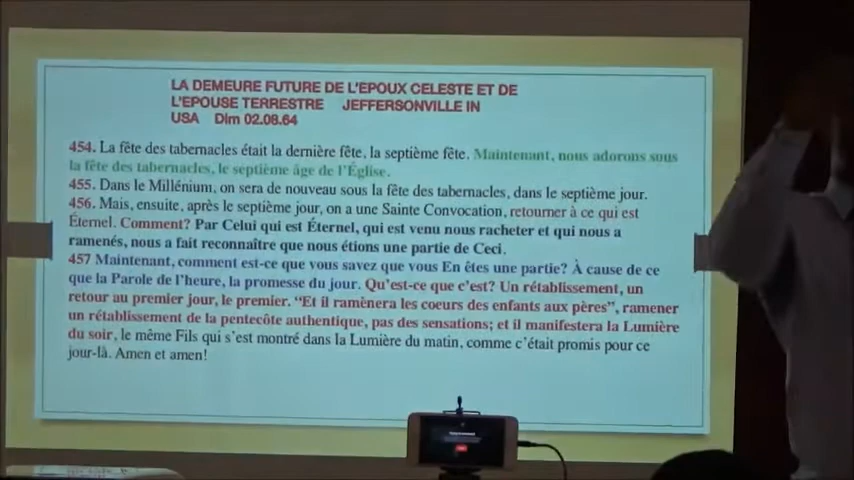 LA DEMEURE FUTURE DE L'EPOUX CELESTE ET DE
L'EPOUSE TERRESTRE JEFFERSONVILLE IN
USA Dim 02.08.64
454. La fête des tabernacles était la dernière fête, la septième fête. Maintenant, nous adorons sous
la fête des tabernacles, le septième âge de l'Église.
455. Dans le Millénium, on sera de nouveau sous la fête des tabernacles, dans le septième jour.
456. Mais, ensuite, après le septième jour, on a une Sainte Convocation, retourner à ce qui est
Éternel. Comment? Par Celui qui est Éternel, qui est venu nous racheter et qui nous a
ramenés, nous a fait reconnaître que nous étions une partie de Ceci.
457 Maintenant, comment est-ce que vous savez que vous En êtes une partie? À cause de ce
que la Parole de l'heure, la promesse du jour. Qu'est-ce que c'est? Un rétablissement, un
retour au premier jour, le premier. "Et il ramènera les coeurs des enfants aux pères", ramener
un rétablissement de la pentecôte authentique, pas des sensations; et il manifestera la Lumière
du soir, le même Fils qui s'est montré dans la Lumière du matin, comme c'était promis pour ce
jour-là. Amen et amen!